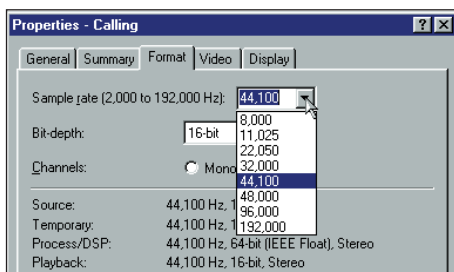 Properties - Calling
General Summary Format Video Display
Sample rate (2,000 to 192,000 Hz): 44,100
8,000
Bit-depth: 16-bit 11,025
22,050
Channels: Mono 32,000
44,100
48,000
Source: 44,100 Hz, 1
96,000
Temporary: 44,100 Hz, 1 192,000
Process/DSP: 44,100 Hz, 64-bit (IEEE Float), Stereo
Playback: 44,100 Hz, 16-bit, Stereo